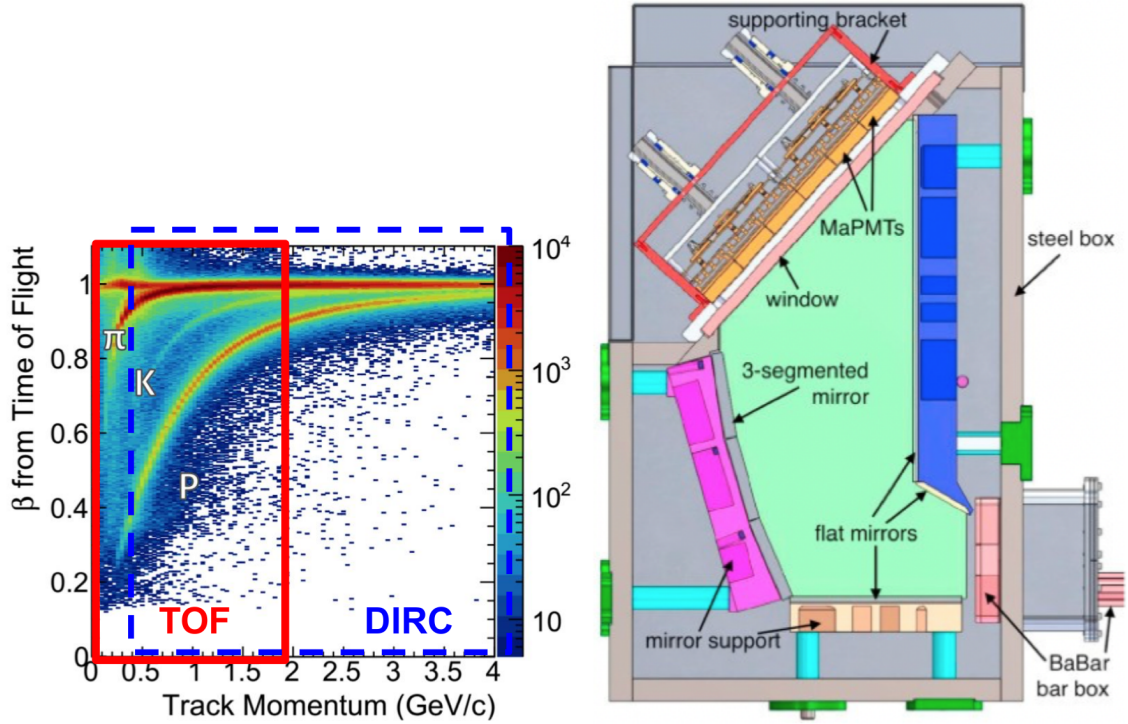 β from Time of Flight
1
0.8
0.6
0.4
0.2
0
π
K
P
TOF
DIRC
0 0.5 1 1.5 2 2.5 3 3.5 4
Track Momentum (GeV/c)
10⁴
10³
10²
10
supporting bracket
MaPMTs
steel box
window
3-segmented
mirror
flat mirrors
mirror support
BaBar
bar box